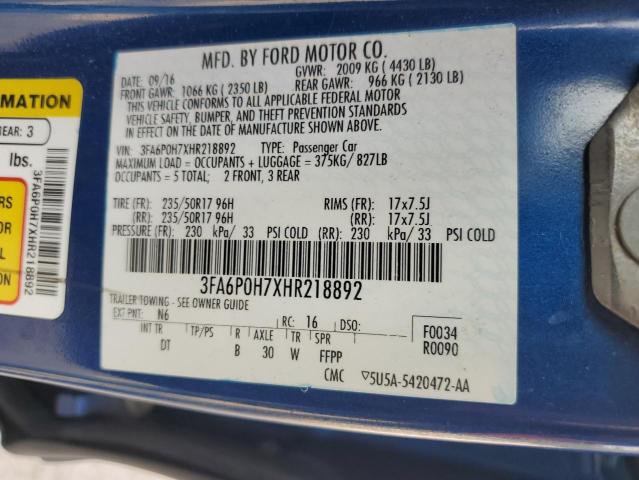 MFD. BY FORD MOTOR CO.
DATE: 09/16 GVWR: 2009 KG ( 4430 LB)
FRONT GAWR: 1066 KG ( 2350 LB) REAR GAWR: 966 KG ( 2130 LB)
THIS VEHICLE CONFORMS TO ALL APPLICABLE FEDERAL MOTOR
VEHICLE SAFETY, BUMPER, AND THEFT PREVENTION STANDARDS
IN EFFECT ON THE DATE OF MANUFACTURE SHOWN ABOVE.
VIN: 3FA6P0H7XHR218892 TYPE: Passenger Car
MAXIMUM LOAD = OCCUPANTS + LUGGAGE = 375KG/ 827LB
OCCUPANTS = 5 TOTAL; 2 FRONT, 3 REAR
TIRE (FR): 235/50R17 96H RIMS (FR): 17x7.5J
(RR): 235/50R17 96H (RR): 17x7.5J
PRESSURE (FR): 230 kPa/ 33 PSI COLD (RR): 230 kPa/ 33 PSI COLD
3FA6P0H7XHR218892
TRAILER TOWING - SEE OWNER GUIDE
EXT PNT: N6 RC: 16 DSO: F0034
INT TR TP/PS R AXLE TR SPR R0090
DT B 30 W FFPP
CMC 5U5A-5420472-AA
RMATION
EAR: 3
lbs.
3FA6P0H7XHR218892
RS
OR